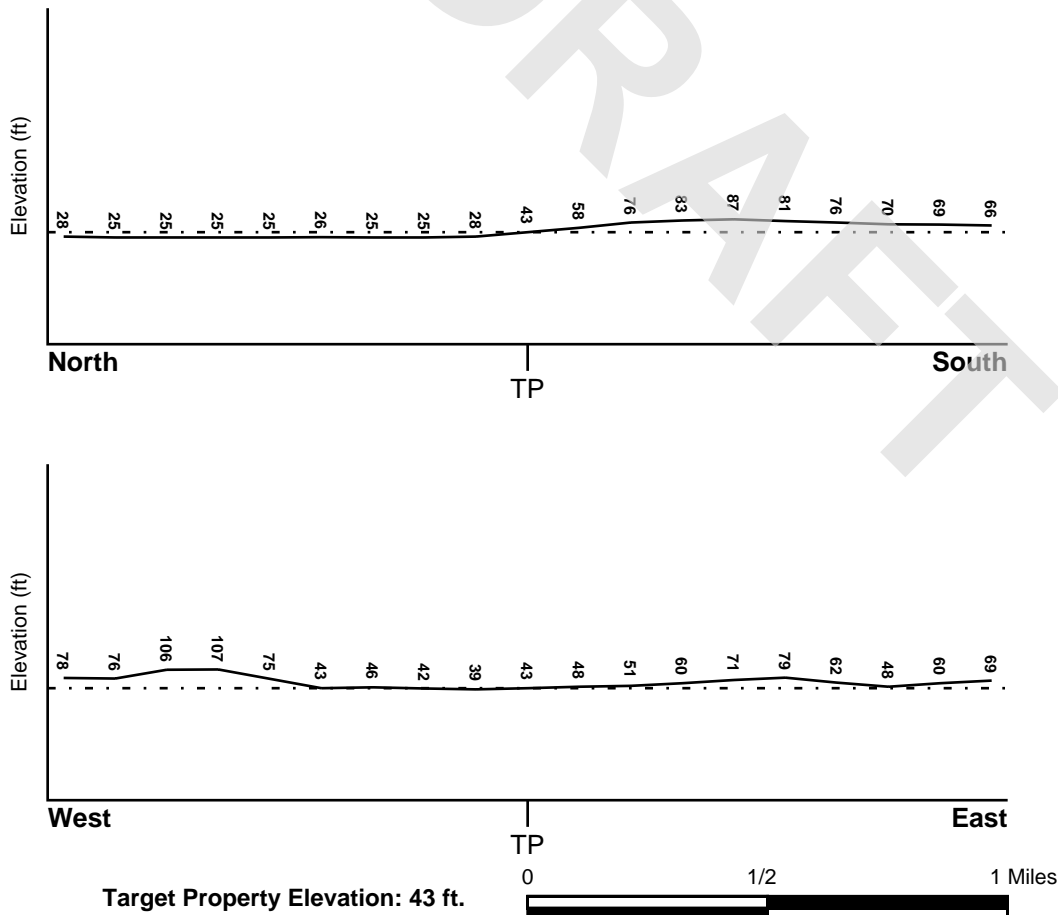 DRAFT
Elevation (ft)
28 25 25 25 25 26 25 25 28 43 58 76 83 87 81 76 70 69 66
North South
TP
Elevation (ft)
78 76 106 107 75 43 46 42 39 43 48 51 60 71 79 62 48 60 69
West East
TP
Target Property Elevation: 43 ft.
0 1/2 1 Miles